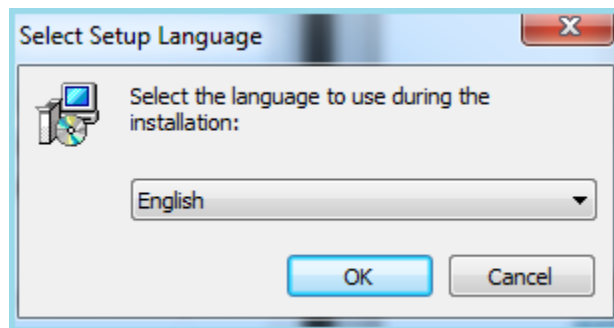 Select Setup Language
Select the language to use during the
installation:
English
OK
Cancel